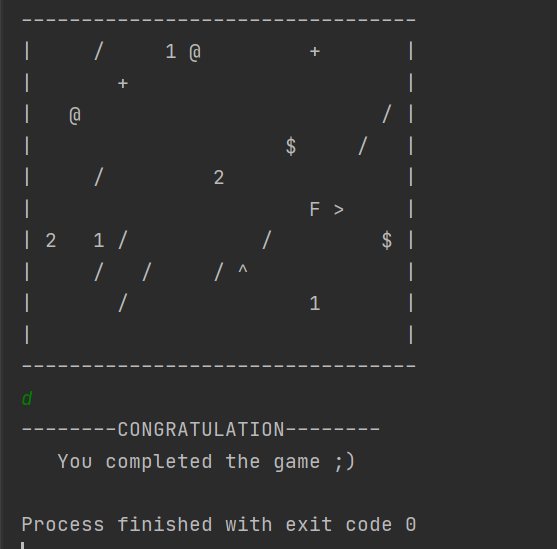 ---------------------------------
|     /     1 @         +       |
|       +                       |
|   @                         / |
|                     $     /   |
|     /         2               |
|                       F >     |
| 2   1 /           /         $ |
|     /   /     / ^             |
|       /               1       |
|                               |
---------------------------------
d
--------CONGRATULATION--------
   You completed the game ;)

Process finished with exit code 0